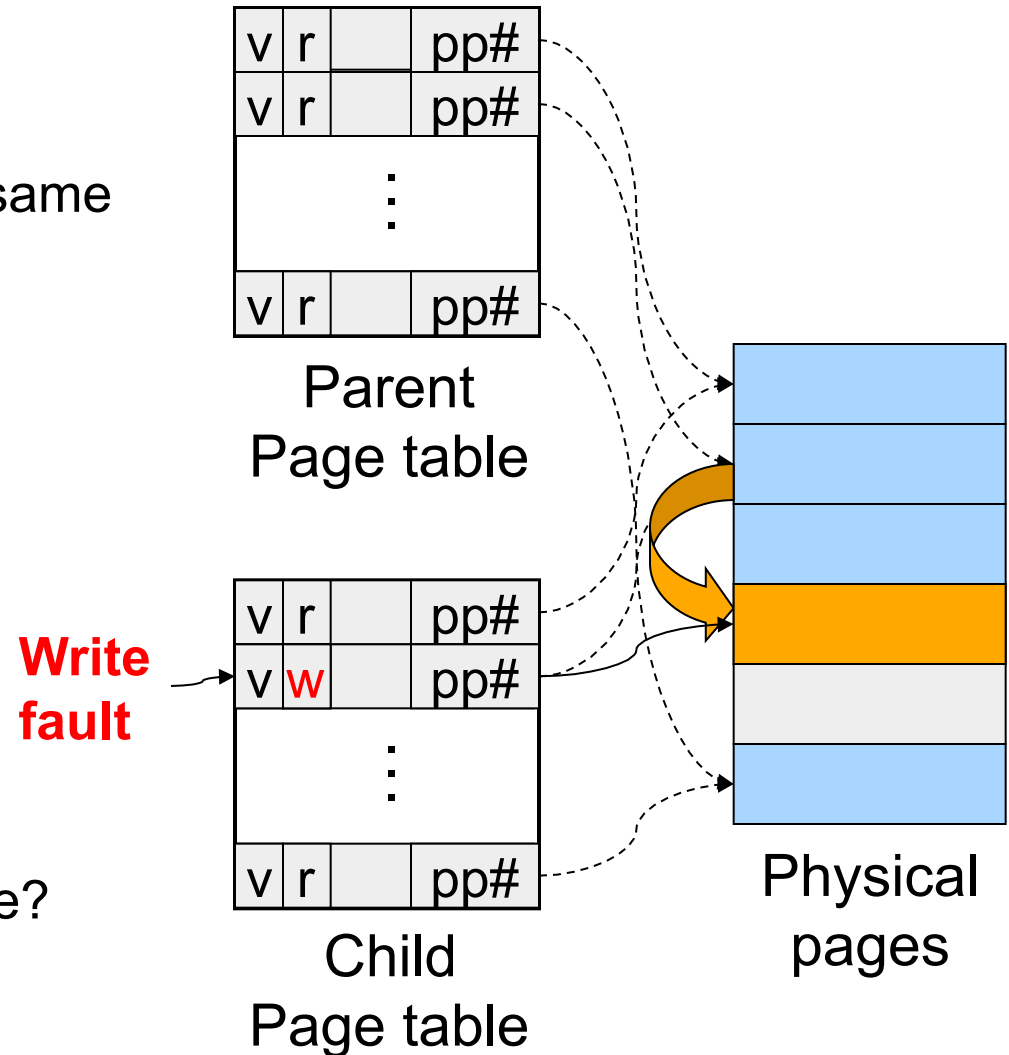 v r pp#
v r pp#
same
⋮
v r pp#
Parent
Page table
v r pp#
Write
fault
v w pp#
⋮
v r pp#
e?
Child
Page table
Physical
pages